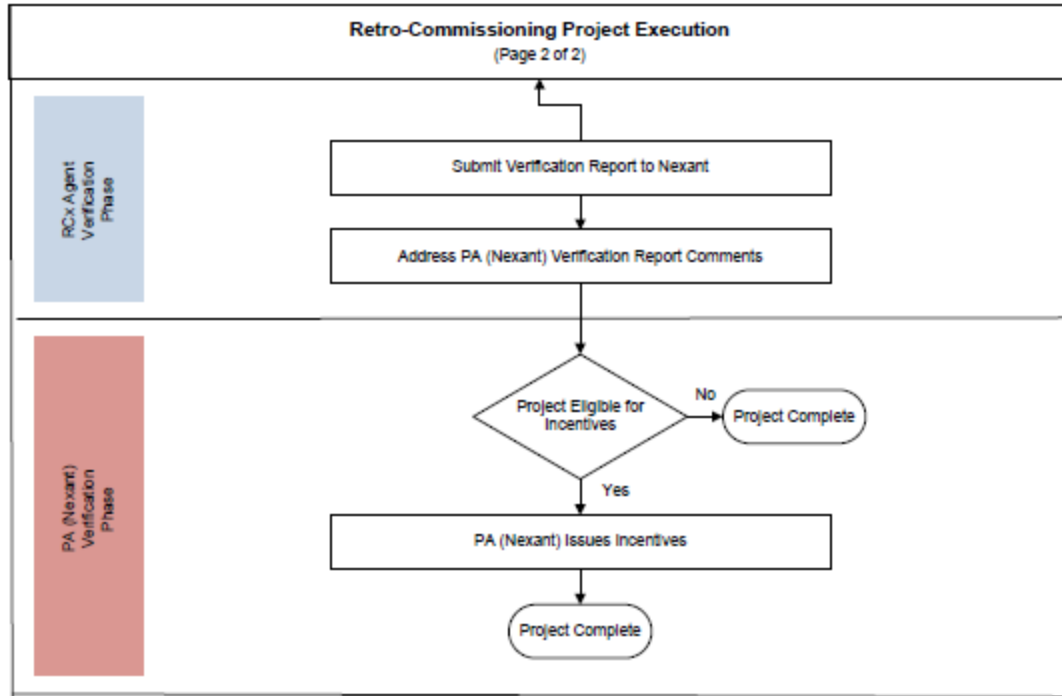 Retro-Commissioning Project Execution
(Page 2 of 2)
RCx Agent
Verification
Phase
Submit Verification Report to Nexant
Address PA (Nexant) Verification Report Comments
PA (Nexant)
Verification
Phase
Project Eligible for
Incentives
No
Project Complete
Yes
PA (Nexant) Issues Incentives
Project Complete